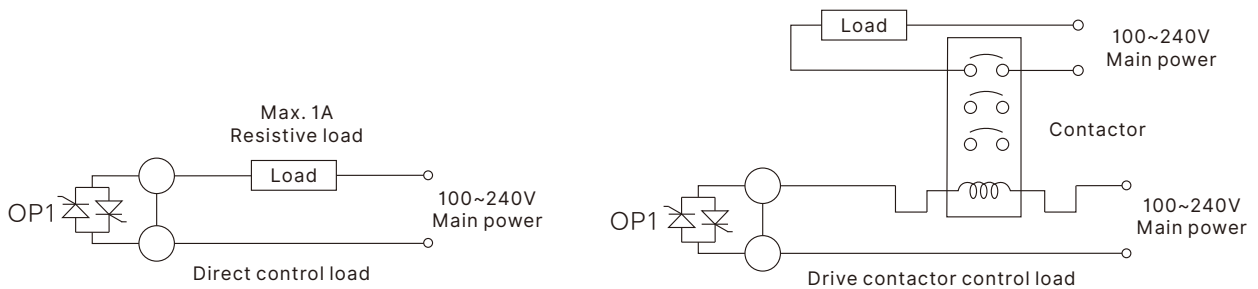 Max. 1A
Resistive load
Load
OP1
100~240V
Main power
Direct control load
Load
100~240V
Main power
Contactor
OP1
100~240V
Main power
Drive contactor control load